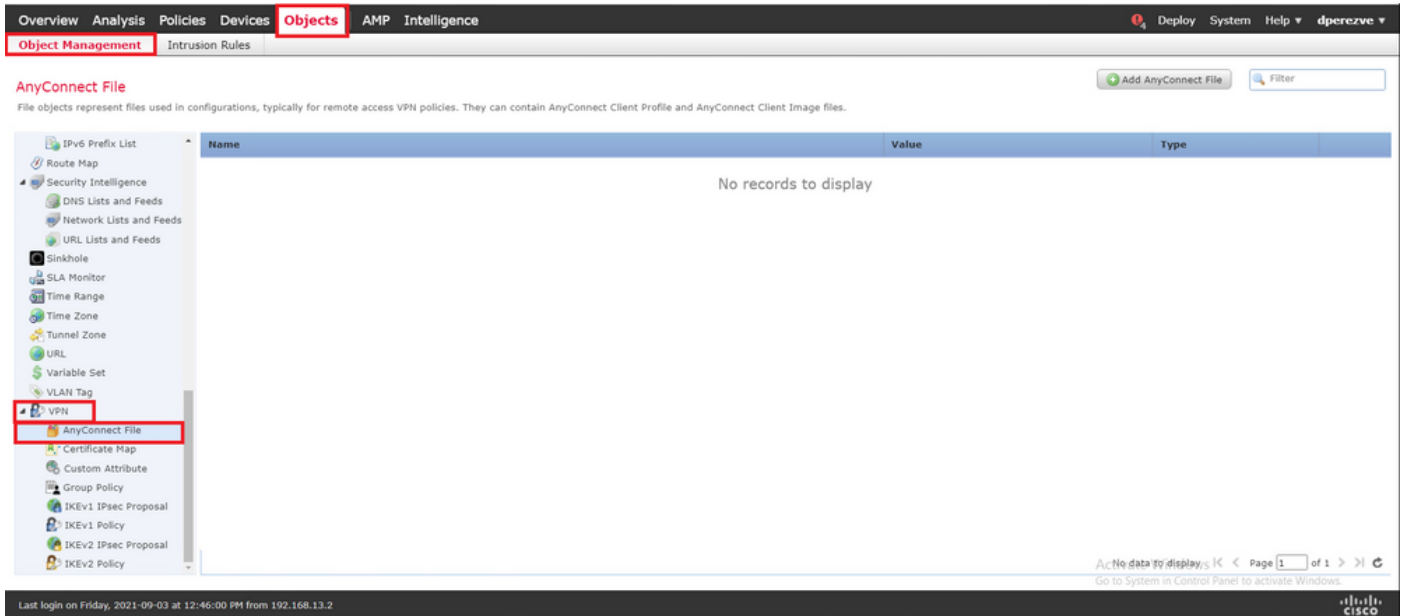 Overview Analysis Policies Devices Objects AMP Intelligence 4 Deploy System Help ▾ dperezve ▾
Object Management Intrusion Rules
AnyConnect File
Add AnyConnect File Filter
File objects represent files used in configurations, typically for remote access VPN policies. They can contain AnyConnect Client Profile and AnyConnect Client Image files.
Name Value Type
No records to display
IPv6 Prefix List
Route Map
Security Intelligence
DNS Lists and Feeds
Network Lists and Feeds
URL Lists and Feeds
Sinkhole
SLA Monitor
Time Range
Time Zone
Tunnel Zone
URL
Variable Set
VLAN Tag
VPN
AnyConnect File
Certificate Map
Custom Attribute
Group Policy
IKEv1 IPsec Proposal
IKEv1 Policy
IKEv2 IPsec Proposal
IKEv2 Policy
No data to display |< < Page 1 of 1 > >|
Activate Windows
Go to System in Control Panel to activate Windows.
Last login on Friday, 2021-09-03 at 12:46:00 PM from 192.168.13.2
CISCO